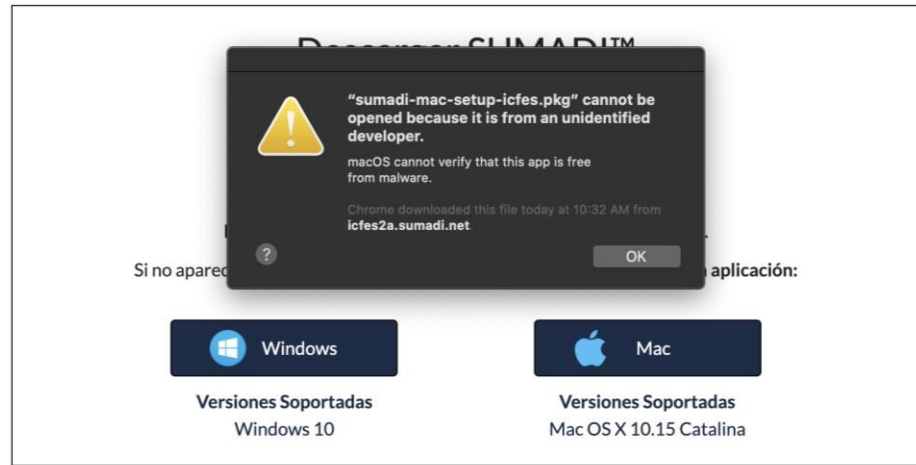 "sumadi-mac-setup-icfes.pkg" cannot be
opened because it is from an unidentified
developer.
macOS cannot verify that this app is free
from malware.
Chrome downloaded this file today at 10:32 AM from
icfes2a.sumadi.net.
?
OK
Si no
aplicación:
Windows
Mac
Versiones Soportadas
Versiones Soportadas
Windows 10
Mac OS X 10.15 Catalina